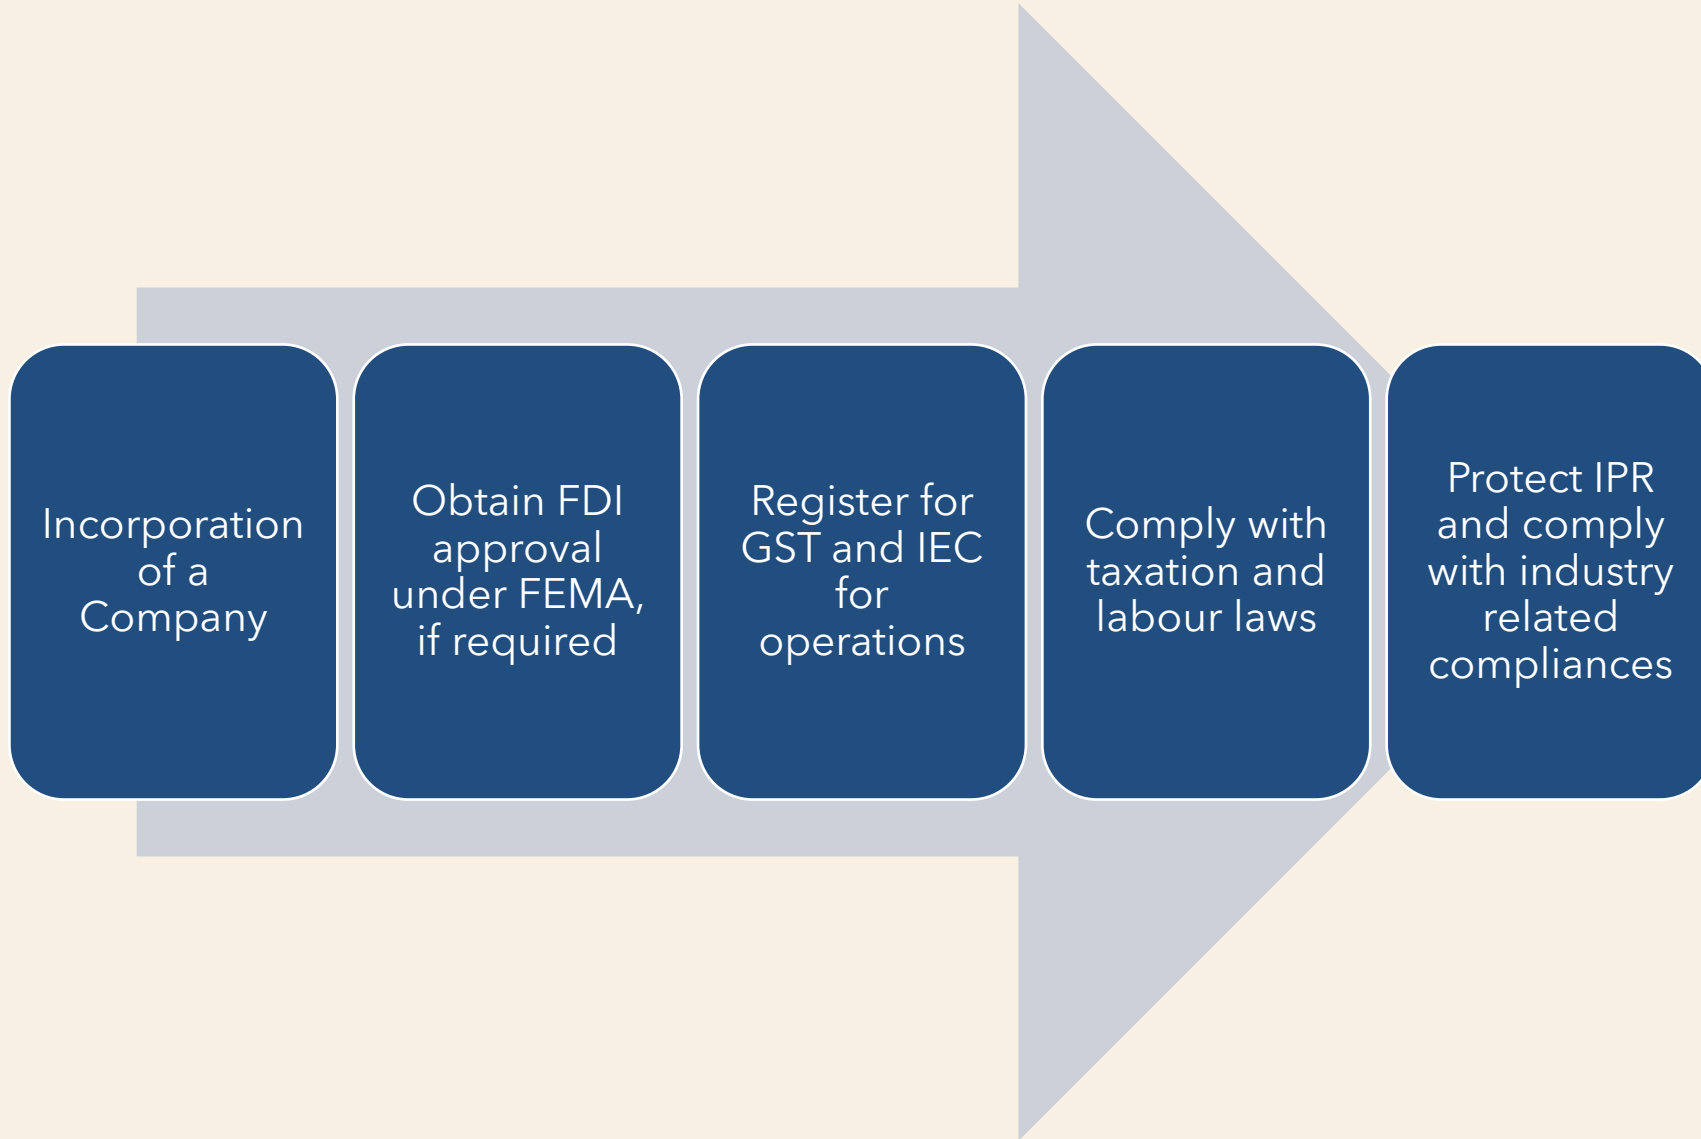 Incorporation
of a
Company
Obtain FDI
approval
under FEMA,
if required
Register for
GST and IEC
for
operations
Comply with
taxation and
labour laws
Protect IPR
and comply
with industry
related
compliances